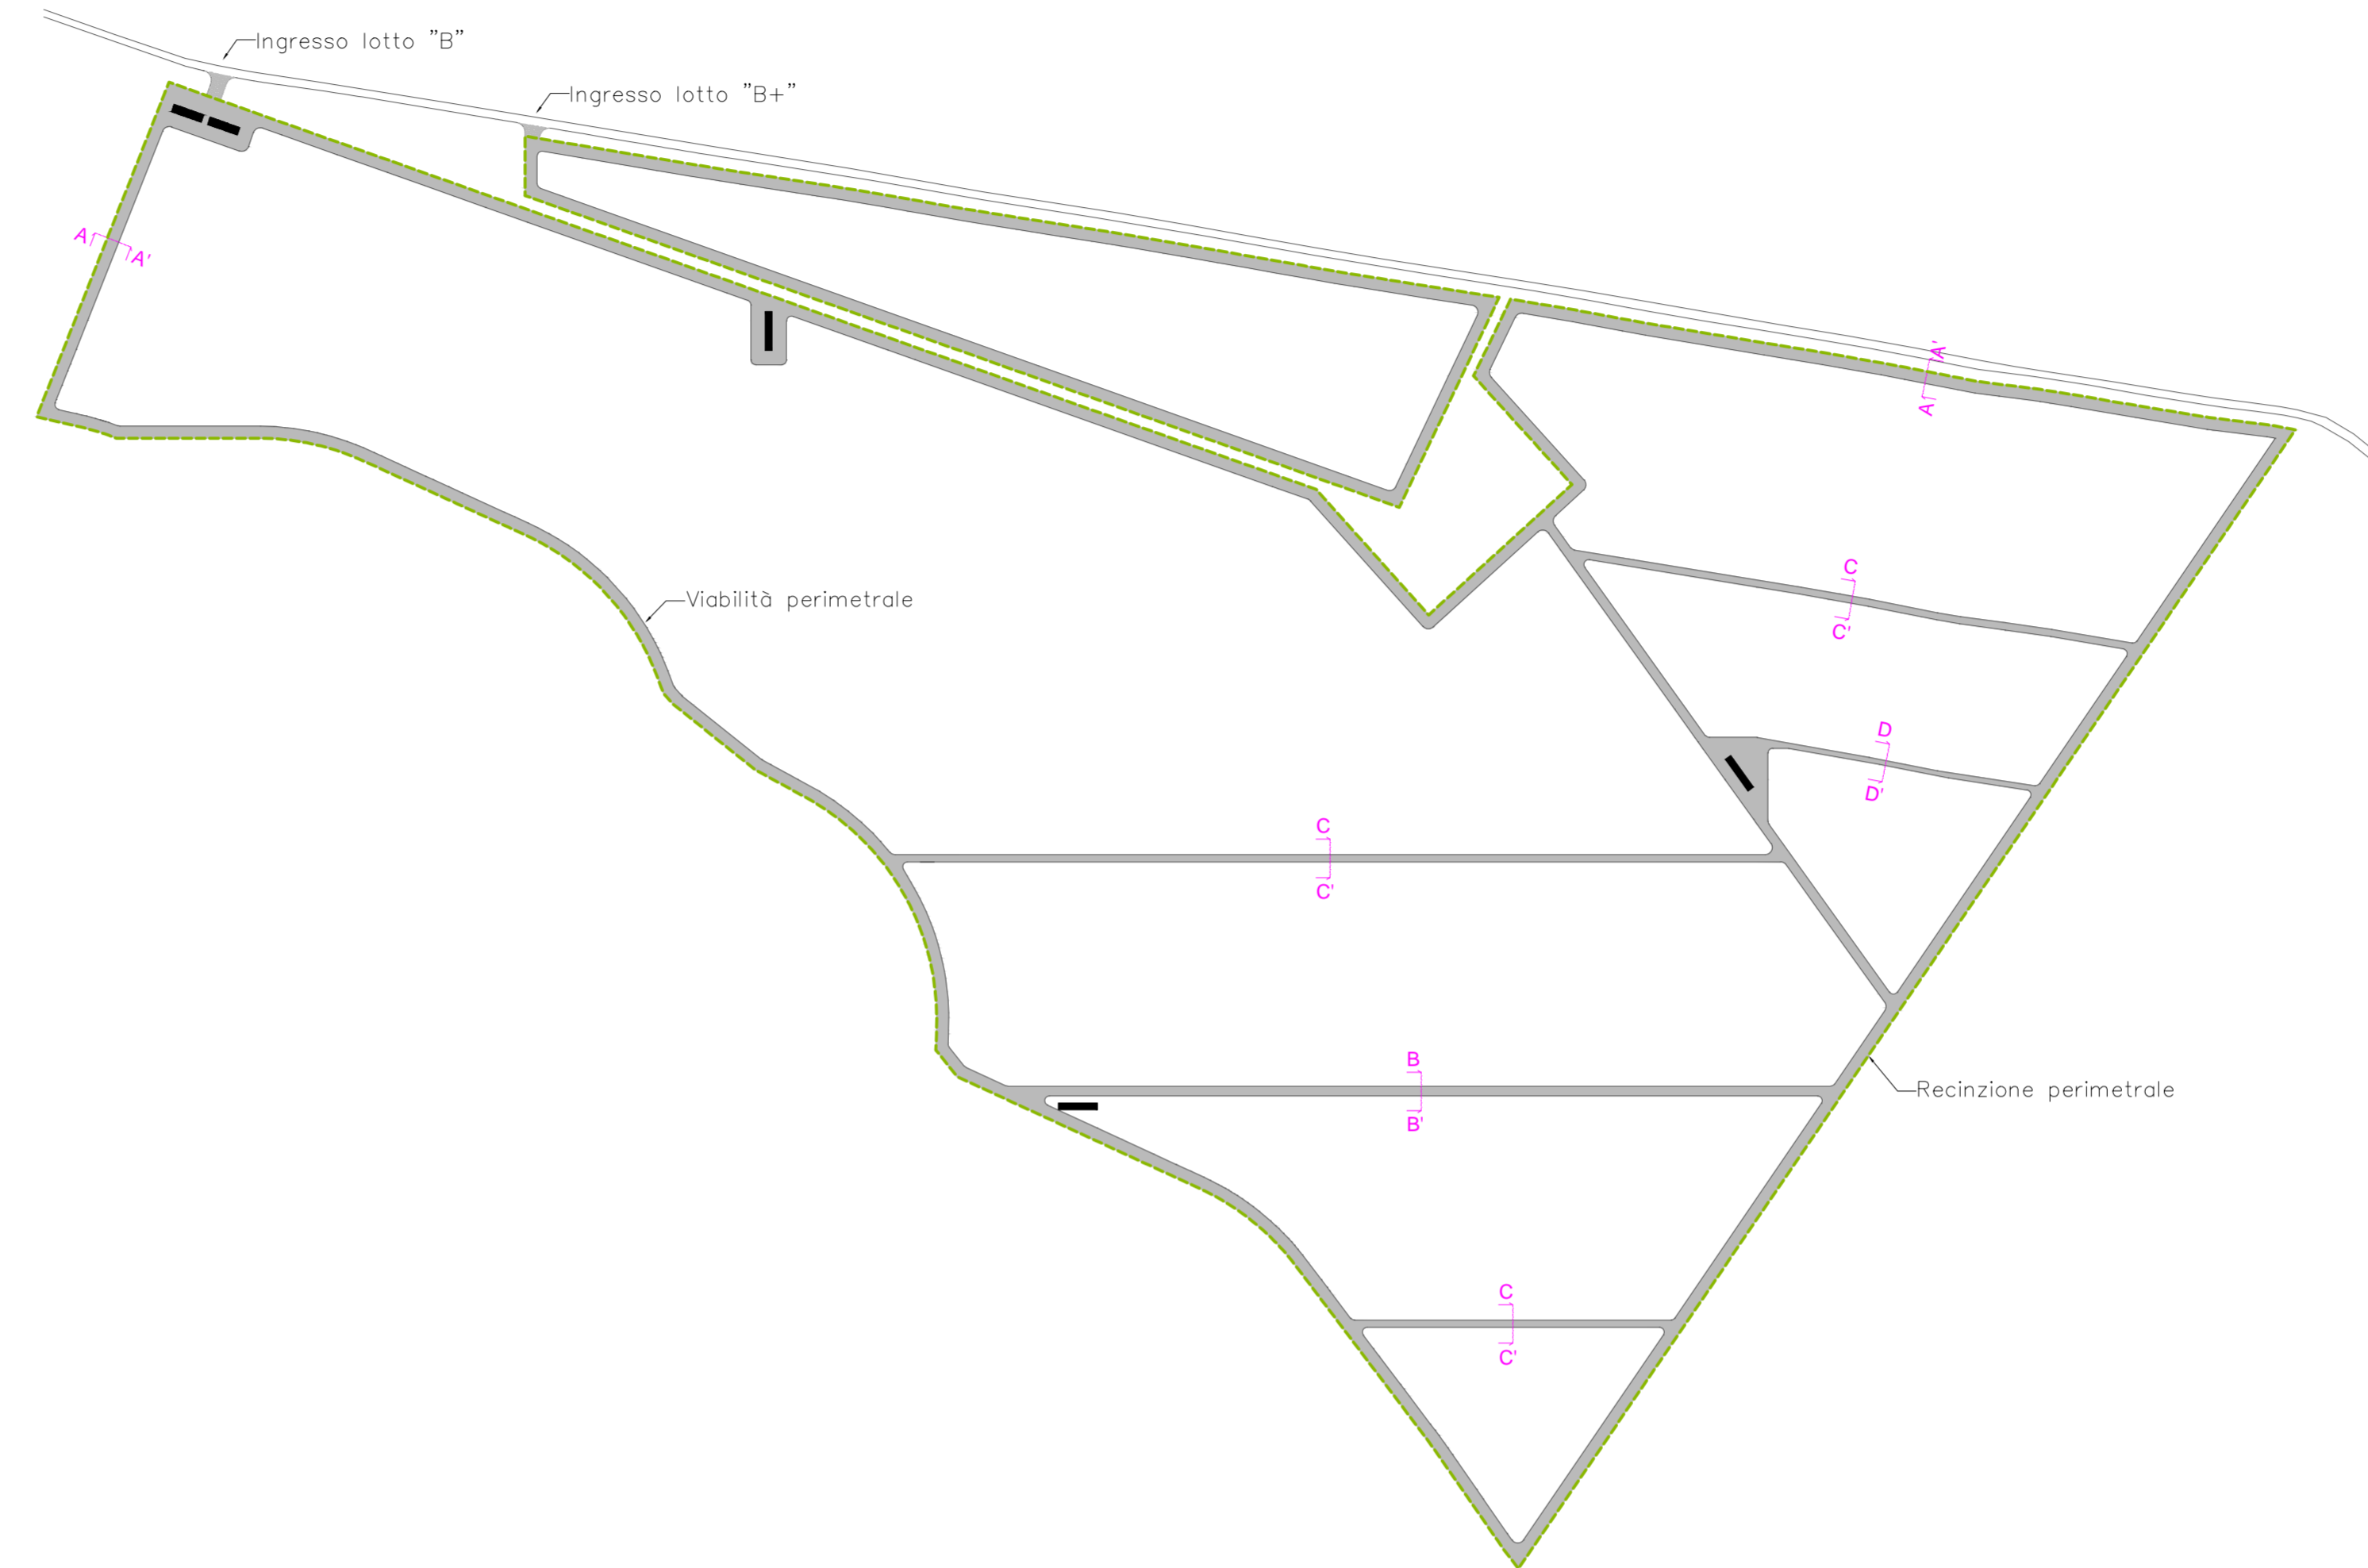 Ingresso lotto "B"
Ingresso lotto "B+"
A
A'
A'
A
C
C'
Viabilità perimetrale
D
D'
C
C'
B
B'
Recinzione perimetrale
C
C'